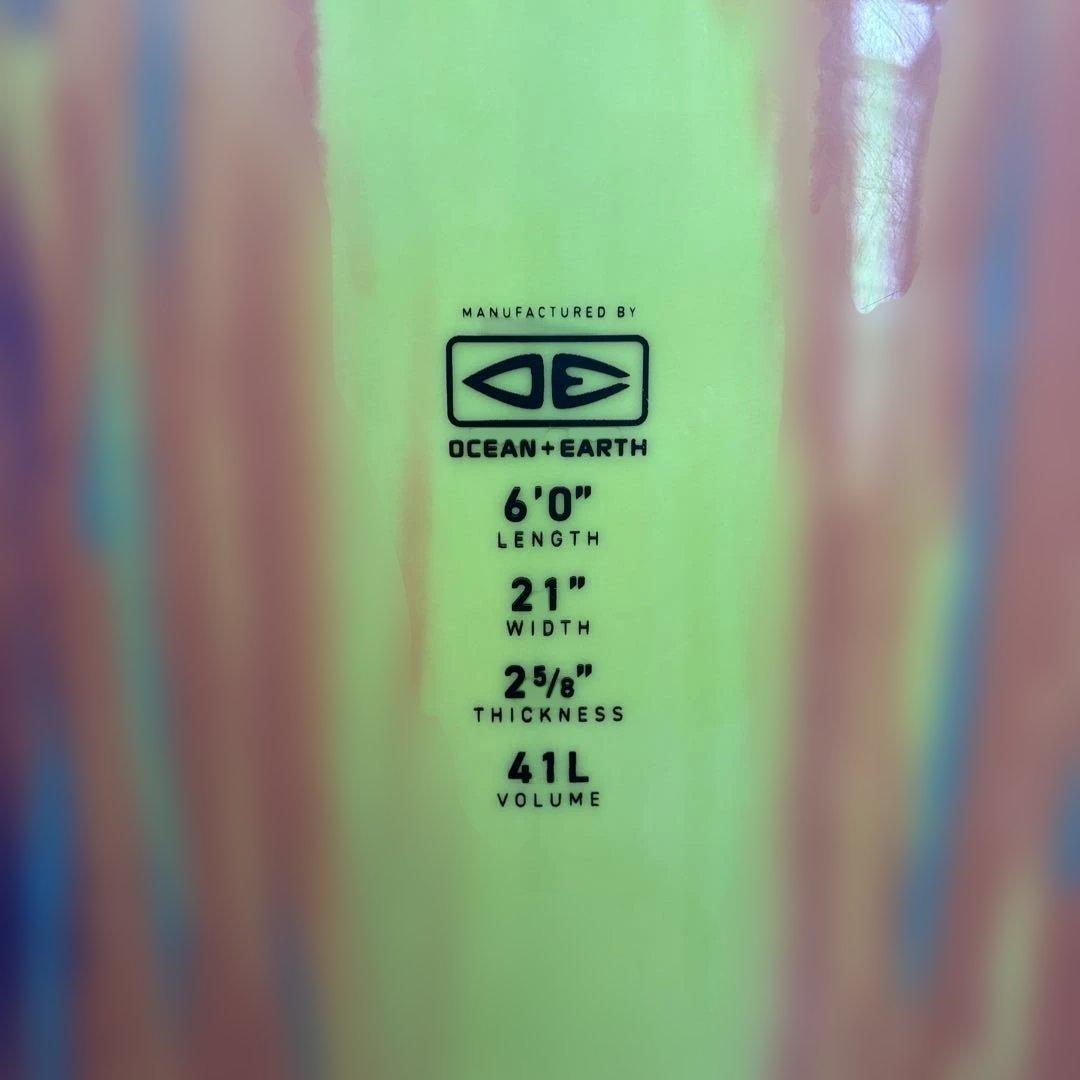 MANUFACTURED BY
OE
OCEAN+EARTH
6'0"
LENGTH
21"
WIDTH
2 5/8"
THICKNESS
41L
VOLUME